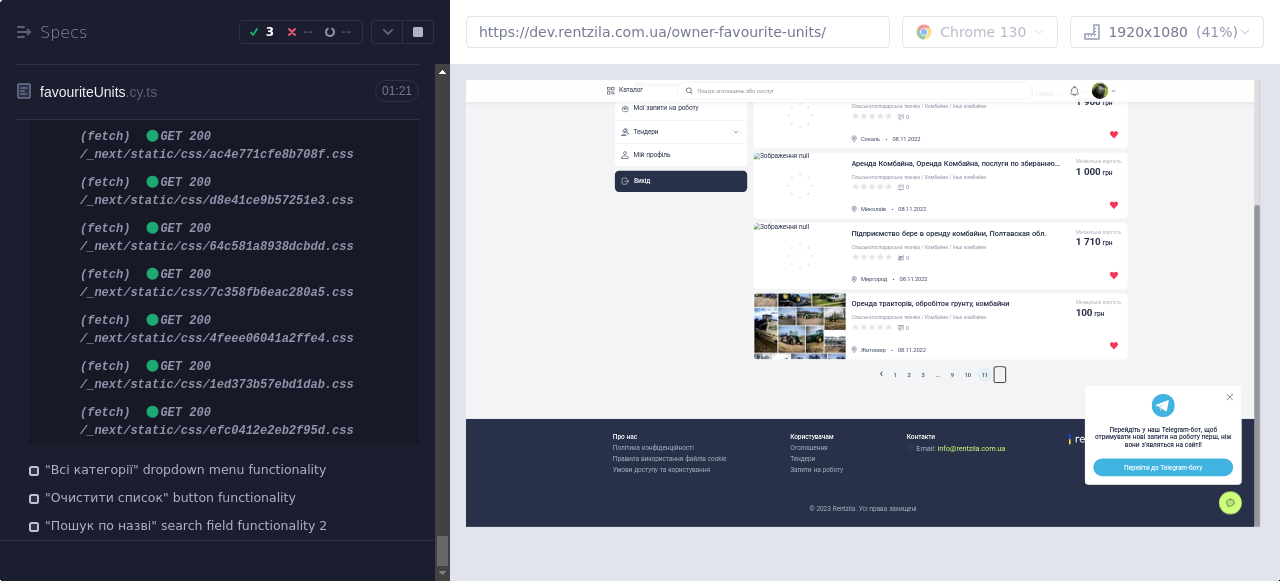 Specs
3
--
--
https://dev.rentzila.com.ua/owner-favourite-units/
Chrome 130
1920x1080 (41%)
favouriteUnits.cy.ts
01:21
(fetch) GET 200
/_next/static/css/ac4e771cfe8b708f.css
(fetch) GET 200
/_next/static/css/d8e41ce9b57251e3.css
(fetch) GET 200
/_next/static/css/64c581a8938dcbdd.css
(fetch) GET 200
/_next/static/css/7c358fb6eac280a5.css
(fetch) GET 200
/_next/static/css/4feee06041a2ffe4.css
(fetch) GET 200
/_next/static/css/1ed373b57ebd1dab.css
(fetch) GET 200
/_next/static/css/efc0412e2eb2f95d.css
"Всі категорії" dropdown menu functionality
"Очистити список" button functionality
"Пошук по назві" search field functionality 2
Каталог
Пошук оголошень або послуг
Мої запити на роботу
Тендери
Мій профіль
Вихід
1 900 грн
Сільськогосподарська техніка / Комбайни / Інші комбайни
0
Сокаль • 08.11.2022
Зображення null
Аренда Комбайна, Оренда Комбайна, послуги по збиранню...
Мінімальна вартість
1 000 грн
Сільськогосподарська техніка / Комбайни / Інші комбайни
0
Миколаїв • 08.11.2022
Зображення null
Підприємство бере в оренду комбайни, Полтавская обл.
Мінімальна вартість
1 710 грн
Сільськогосподарська техніка / Комбайни / Інші комбайни
0
Миргород • 08.11.2022
Оренда тракторів, обробіток грунту, комбайни
Мінімальна вартість
100 грн
Сільськогосподарська техніка / Комбайни / Інші комбайни
0
Житомир • 08.11.2022
1 2 3 ... 9 10 11
Про нас
Політика конфіденційності
Правила використання файлів cookie
Умови доступу та користування
Користувачам
Оголошення
Тендери
Запити на роботу
Контакти
Email: info@rentzila.com.ua
re
Перейдіть у наш Telegram-бот, щоб
отримувати нові запити на роботу перш, ніж
вони з'являться на сайті!
Перейти до Telegram-боту
© 2023 Rentzila. Усі права захищені